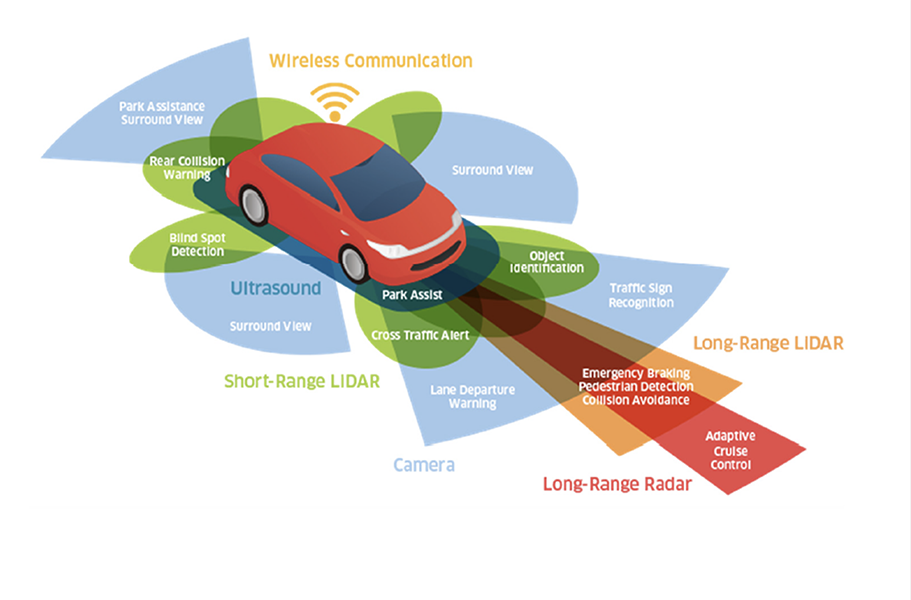 Wireless Communication
Park Assistance
Surround View
Rear Collision
Warning
Surround View
Blind Spot
Detection
Object
Identification
Ultrasound
Park Assist
Traffic Sign
Recognition
Surround View
Cross Traffic Alert
Long-Range LIDAR
Short-Range LIDAR
Emergency Braking
Pedestrian Detection
Collision Avoidance
Lane Departure
Warning
Adaptive
Cruise
Control
Camera
Long-Range Radar